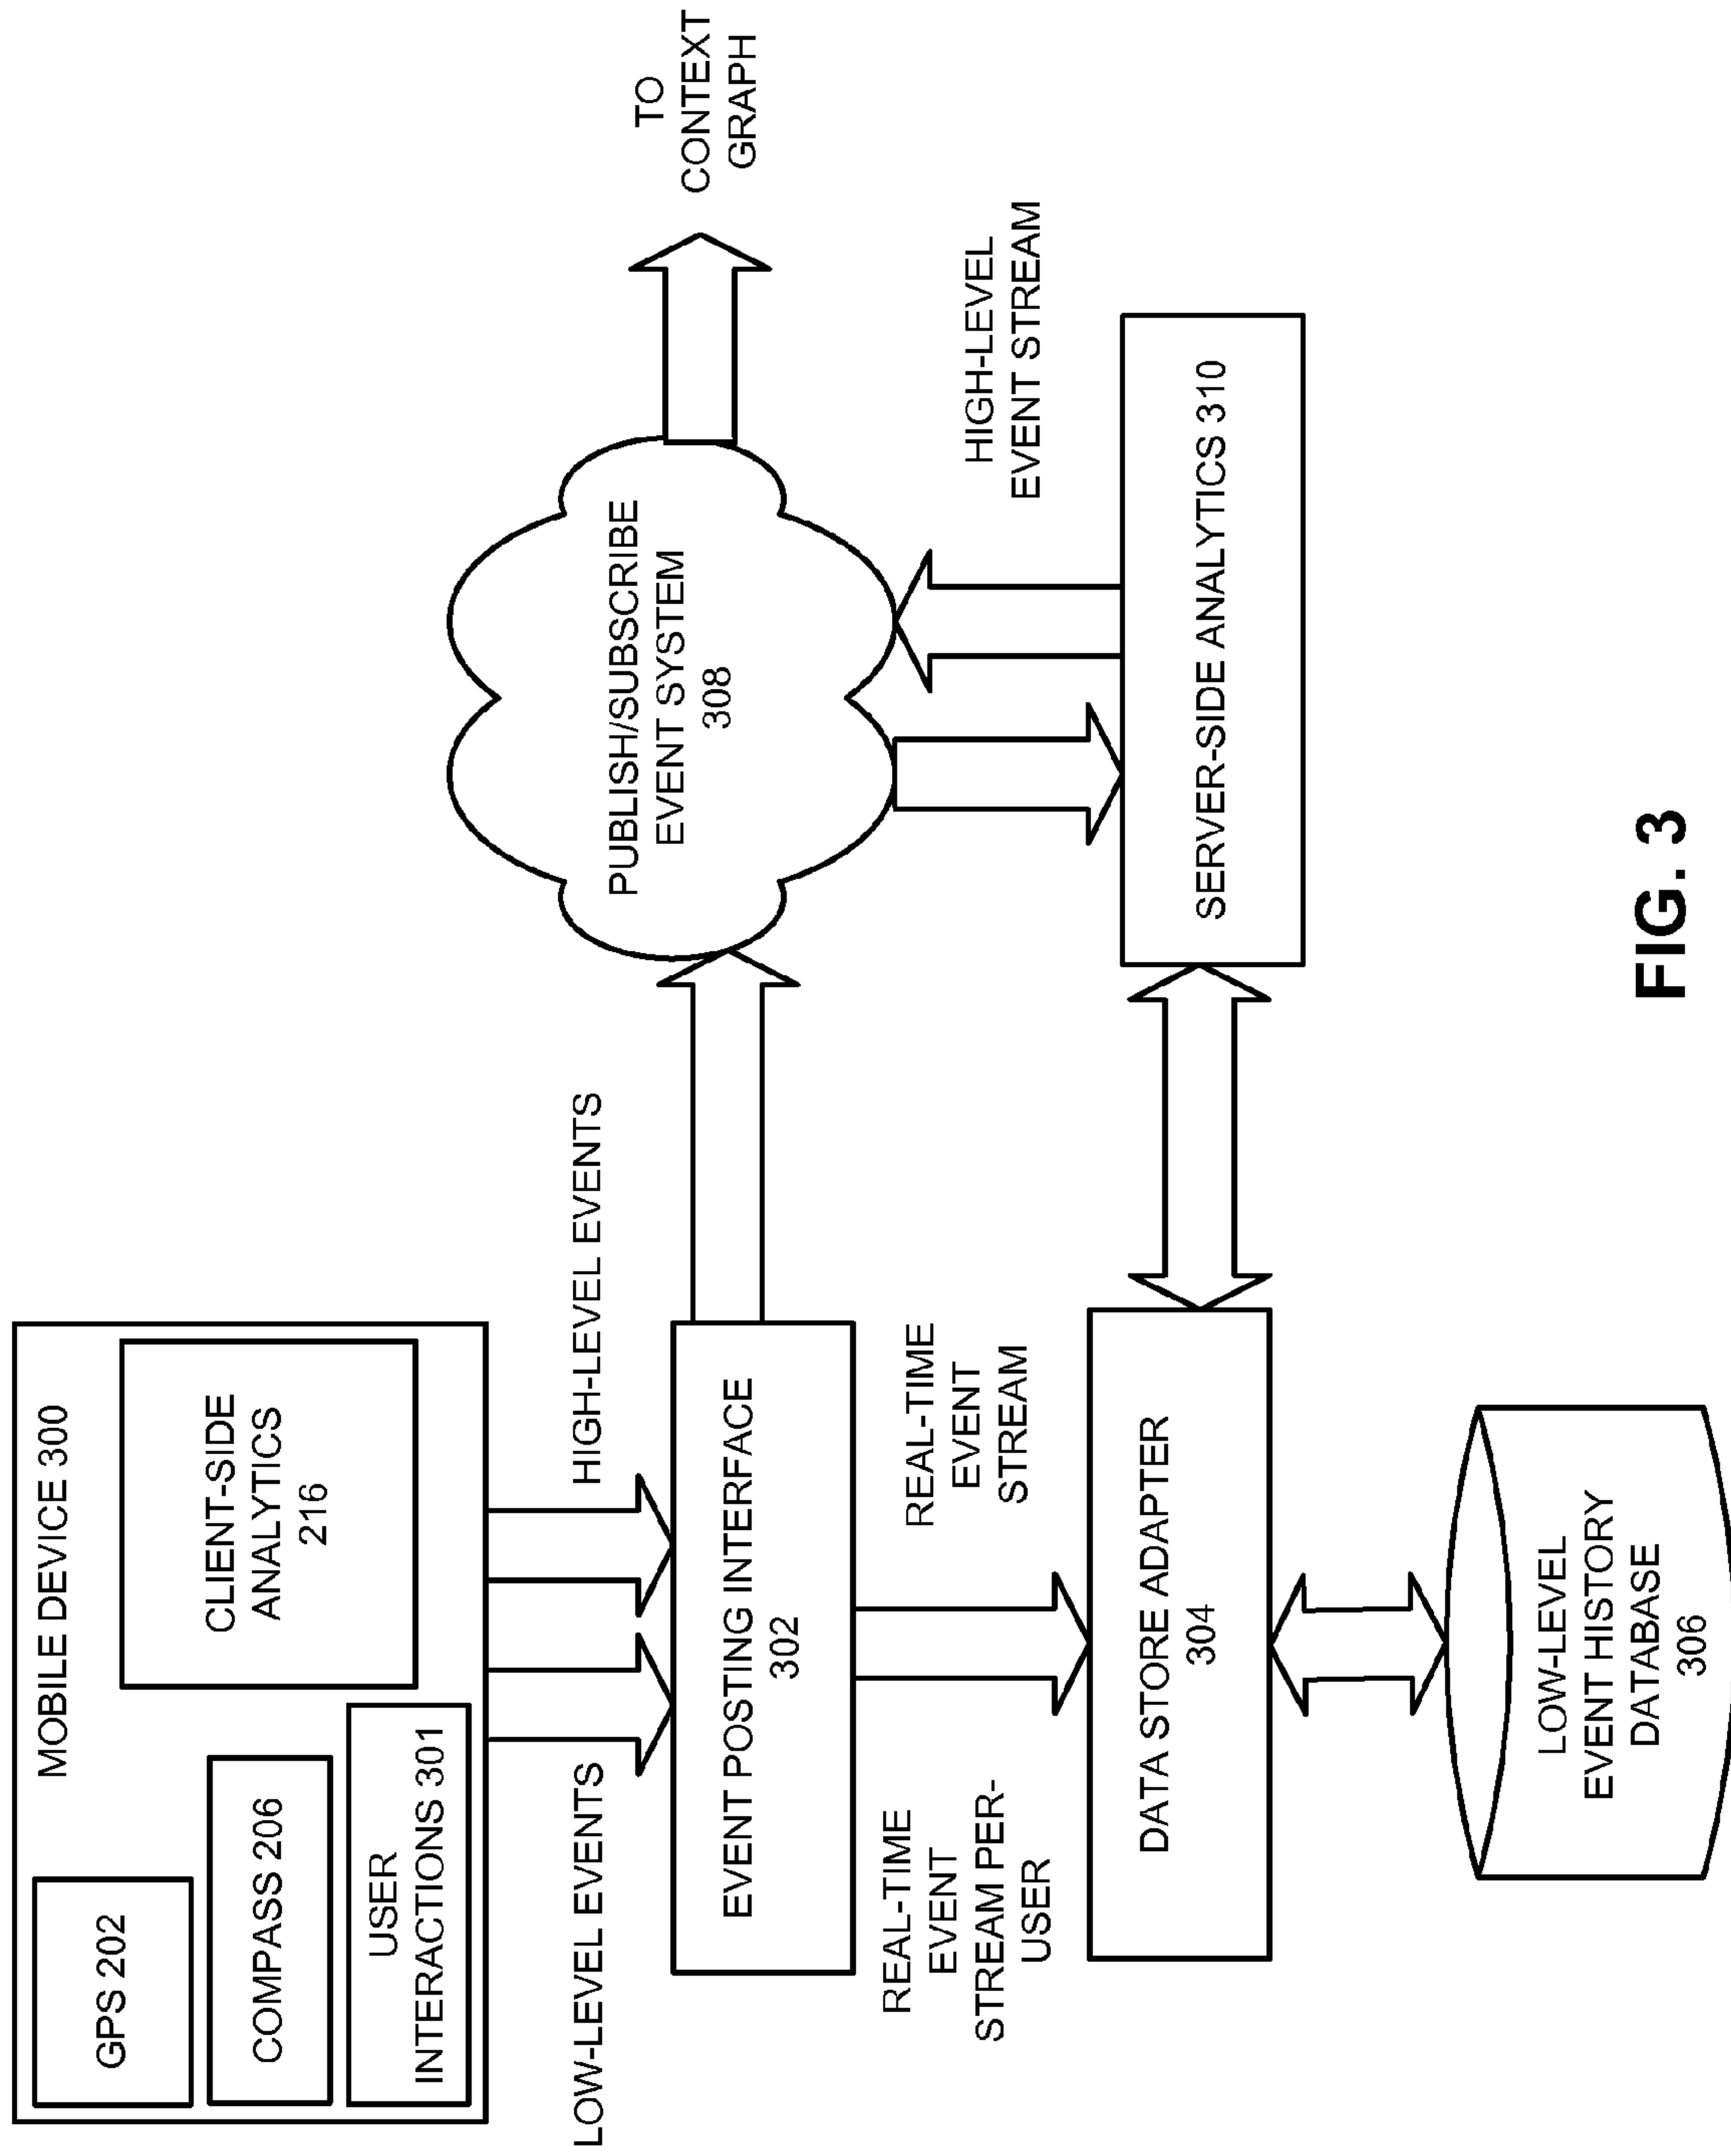 MOBILE DEVICE 300
GPS 202
COMPASS 206
USER
INTERACTIONS 301
CLIENT-SIDE
ANALYTICS
216
LOW-LEVEL EVENTS
HIGH-LEVEL EVENTS
EVENT POSTING INTERFACE
302
PUBLISH/SUBSCRIBE
EVENT SYSTEM
308
TO
CONTEXT
GRAPH
REAL-TIME
EVENT
STREAM PER-
USER
REAL-TIME
EVENT
STREAM
HIGH-LEVEL
EVENT STREAM
DATA STORE ADAPTER
304
SERVER-SIDE ANALYTICS 310
LOW-LEVEL
EVENT HISTORY
DATABASE
306
FIG. 3